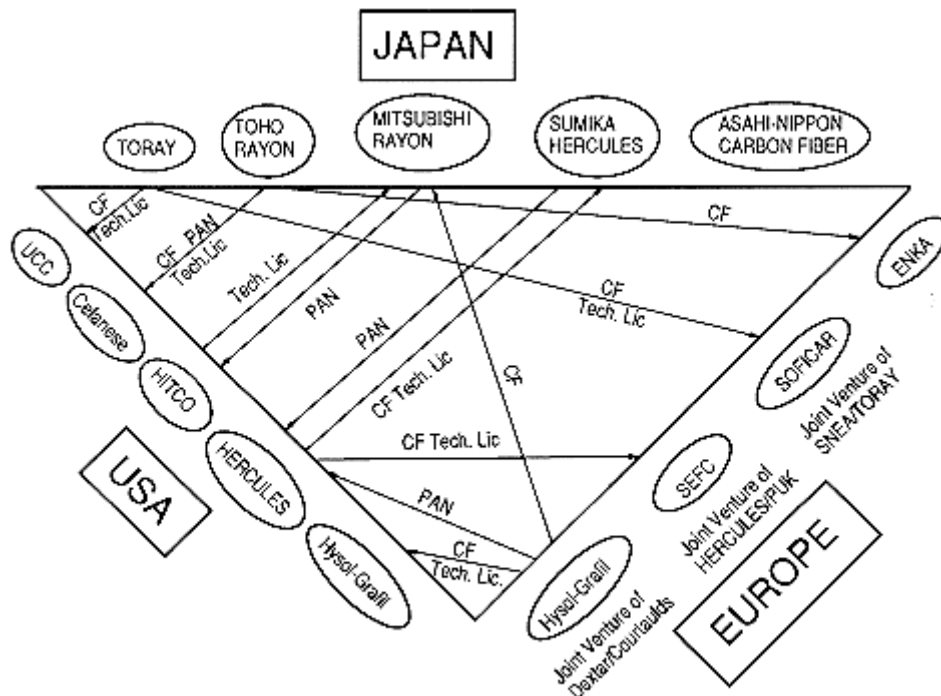 JAPAN
TORAY
TOHO
RAYON
MITSUBISHI
RAYON
SUMIKA
HERCULES
ASAHI-NIPPON
CARBON FIBER
CF
Tech.Lic
CF PAN
Tech.Lic
Tech. Lic
PAN
PAN
CF Tech. Lic
CF
CF
Tech. Lic
CF
CF Tech. Lic
PAN
CF
Tech. Lic.
UCC
Celanese
HITCO
HERCULES
Hysol-Grafil
USA
ENKA
SOFICAR
Joint Venture of
SNEA/TORAY
SEFC
Joint Venture of
HERCULES/PUK
Hysol-Grafil
Joint Venture of
Dextar/Couriaulds
EUROPE